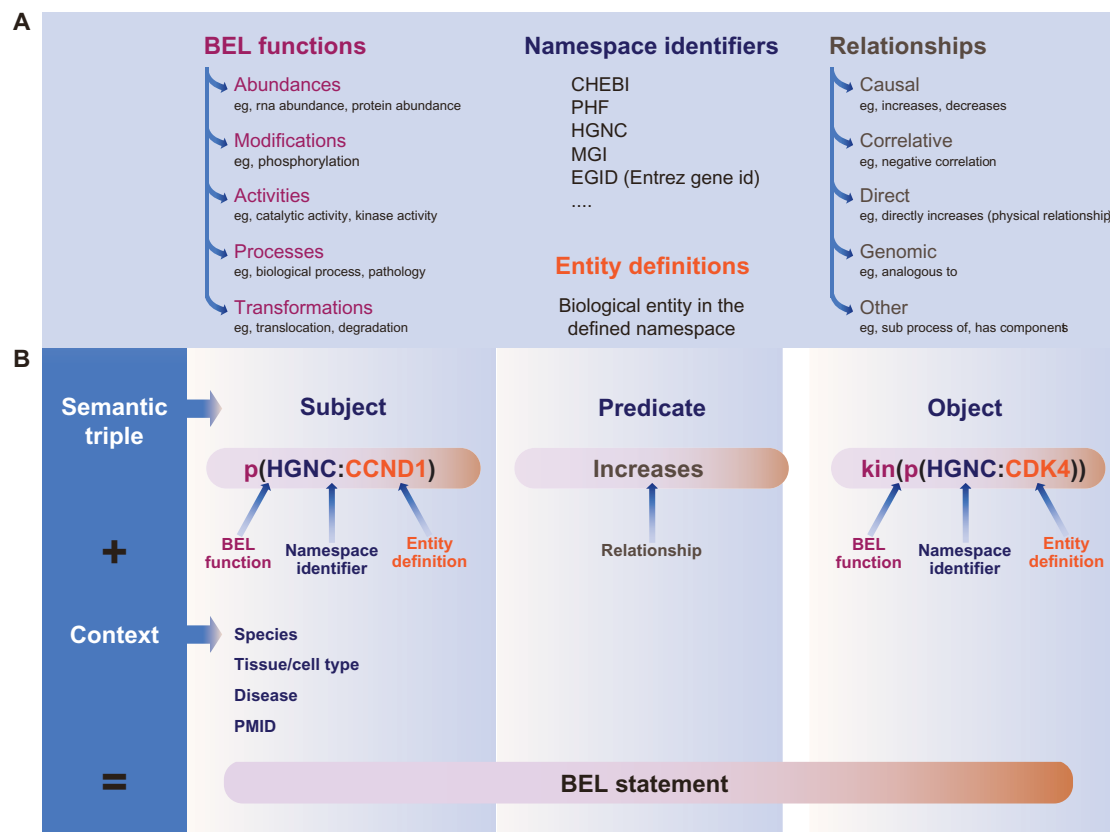 A
BEL functions
Abundances
eg, rna abundance, protein abundance
Modifications
eg, phosphorylation
Activities
eg, catalytic activity, kinase activity
Processes
eg, biological process, pathology
Transformations
eg, translocation, degradation
Namespace identifiers
CHEBI
PHF
HGNC
MGI
EGID (Entrez gene id)
....
Entity definitions
Biological entity in the
defined namespace
Relationships
Causal
eg, increases, decreases
Correlative
eg, negative correlation
Direct
eg, directly increases (physical relationship)
Genomic
eg, analogous to
Other
eg, sub process of, has components
B
Semantic
triple
Subject
Predicate
Object
p(HGNC:CCND1)
Increases
kin(p(HGNC:CDK4))
BEL
function
Namespace
identifier
Entity
definition
Relationship
BEL
function
Namespace
identifier
Entity
definition
+
Context
Species
Tissue/cell type
Disease
PMID
=
BEL statement